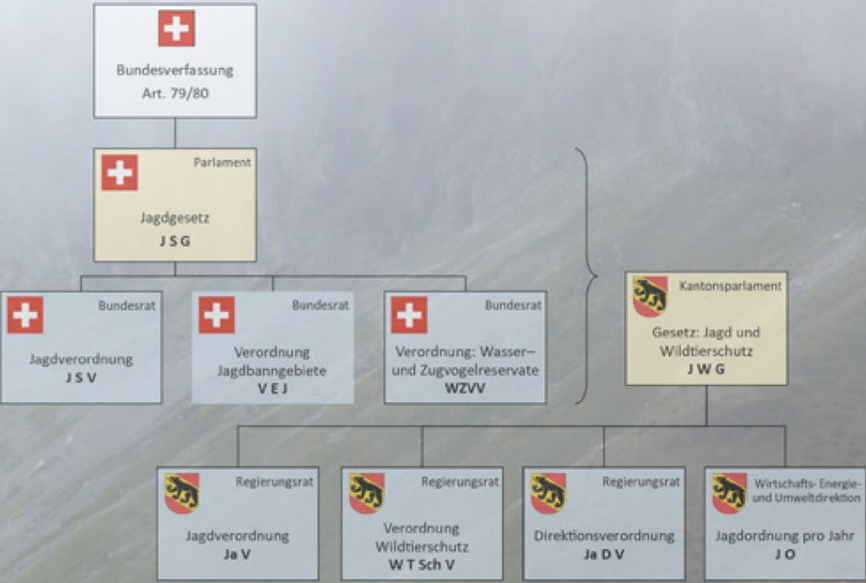 Bundesverfassung
Art. 79/80
Parlament
Jagdgesetz
J S G
Bundesrat
Jagdverordnung
J S V
Bundesrat
Verordnung
Jagdbanngebiete
V E J
Bundesrat
Verordnung: Wasser–
und Zugvogelreservate
WZVV
Kantonsparlament
Gesetz: Jagd und
Wildtierschutz
J W G
Regierungsrat
Jagdverordnung
Ja V
Regierungsrat
Verordnung
Wildtierschutz
W T Sch V
Regierungsrat
Direktionsverordnung
Ja D V
Wirtschafts- Energie-
und Umweltdirektion
Jagdordnung pro Jahr
J O